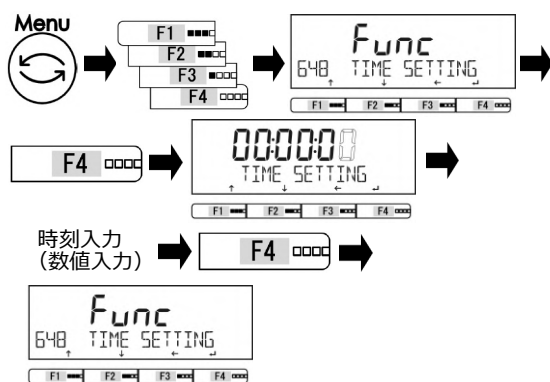 Menu
F1
F2
F3
F4
Func
648 TIME SETTING
F1 F2 F3 F4
F4
00:00:00
TIME SETTING
F1 F2 F3 F4
時刻入力
(数値入力)
F4
Func
648 TIME SETTING
F1 F2 F3 F4